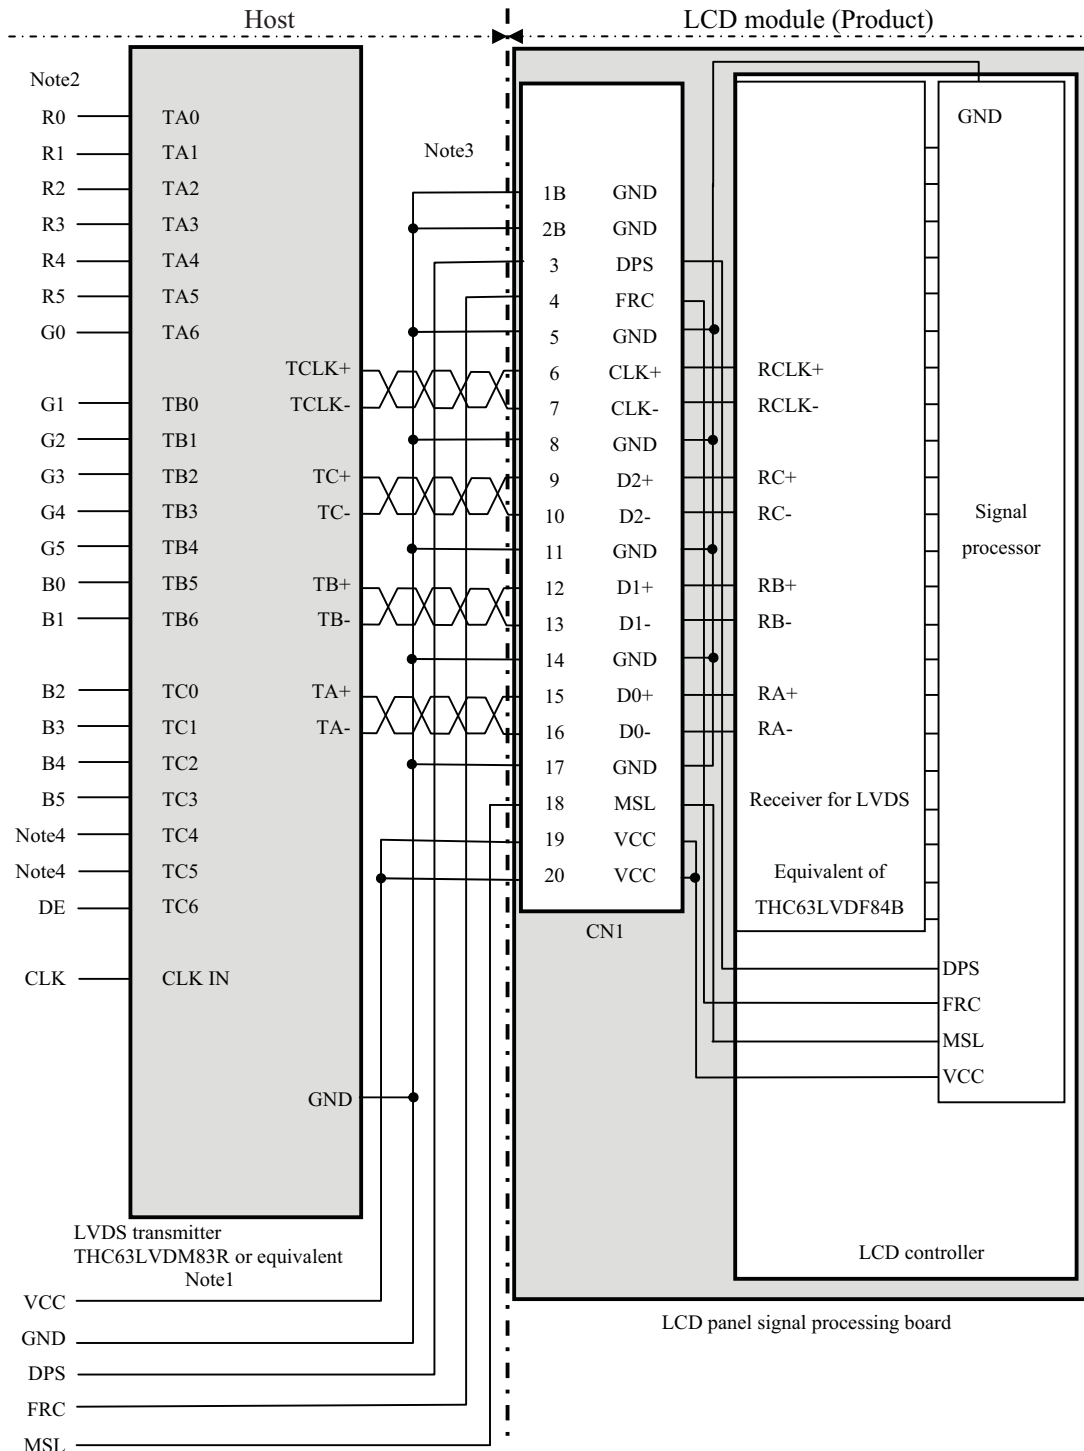 Host
LCD module (Product)
Note2
R0 TA0
R1 TA1
R2 TA2
R3 TA3
R4 TA4
R5 TA5
G0 TA6
TCLK+
TCLK-
G1 TB0
G2 TB1
G3 TB2
TC+
G4 TB3
TC-
G5 TB4
B0 TB5
TB+
B1 TB6
TB-
B2 TC0
TA+
B3 TC1
TA-
B4 TC2
B5 TC3
Note4 TC4
Note4 TC5
DE TC6
CLK CLK IN
GND
LVDS transmitter
THC63LVDM83R or equivalent
Note1
VCC
GND
DPS
FRC
MSL
Note3
1B GND
2B GND
3 DPS
4 FRC
5 GND
6 CLK+
7 CLK-
8 GND
9 D2+
10 D2-
11 GND
12 D1+
13 D1-
14 GND
15 D0+
16 D0-
17 GND
18 MSL
19 VCC
20 VCC
CN1
RCLK+
RCLK-
RC+
RC-
RB+
RB-
RA+
RA-
Receiver for LVDS
Equivalent of
THC63LVDF84B
GND
Signal
processor
DPS
FRC
MSL
VCC
LCD controller
LCD panel signal processing board